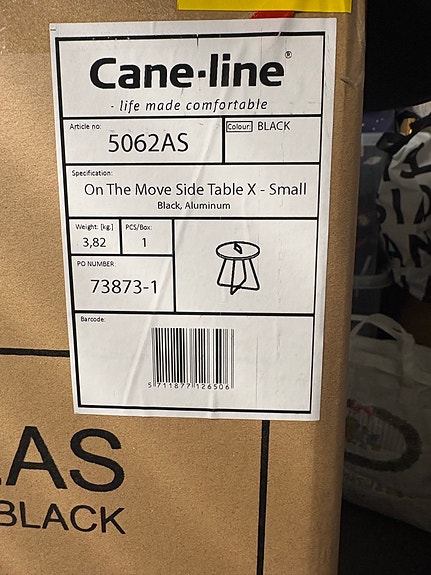 Cane-line®
- life made comfortable
Article no:
5062AS
Colour: BLACK
Specification:
On The Move Side Table X - Small
Black, Aluminum
Weight: [kg.]
3,82
PCS/Box:
1
PO NUMBER:
73873-1
Barcode:
5 711877 126506
AS
BLACK